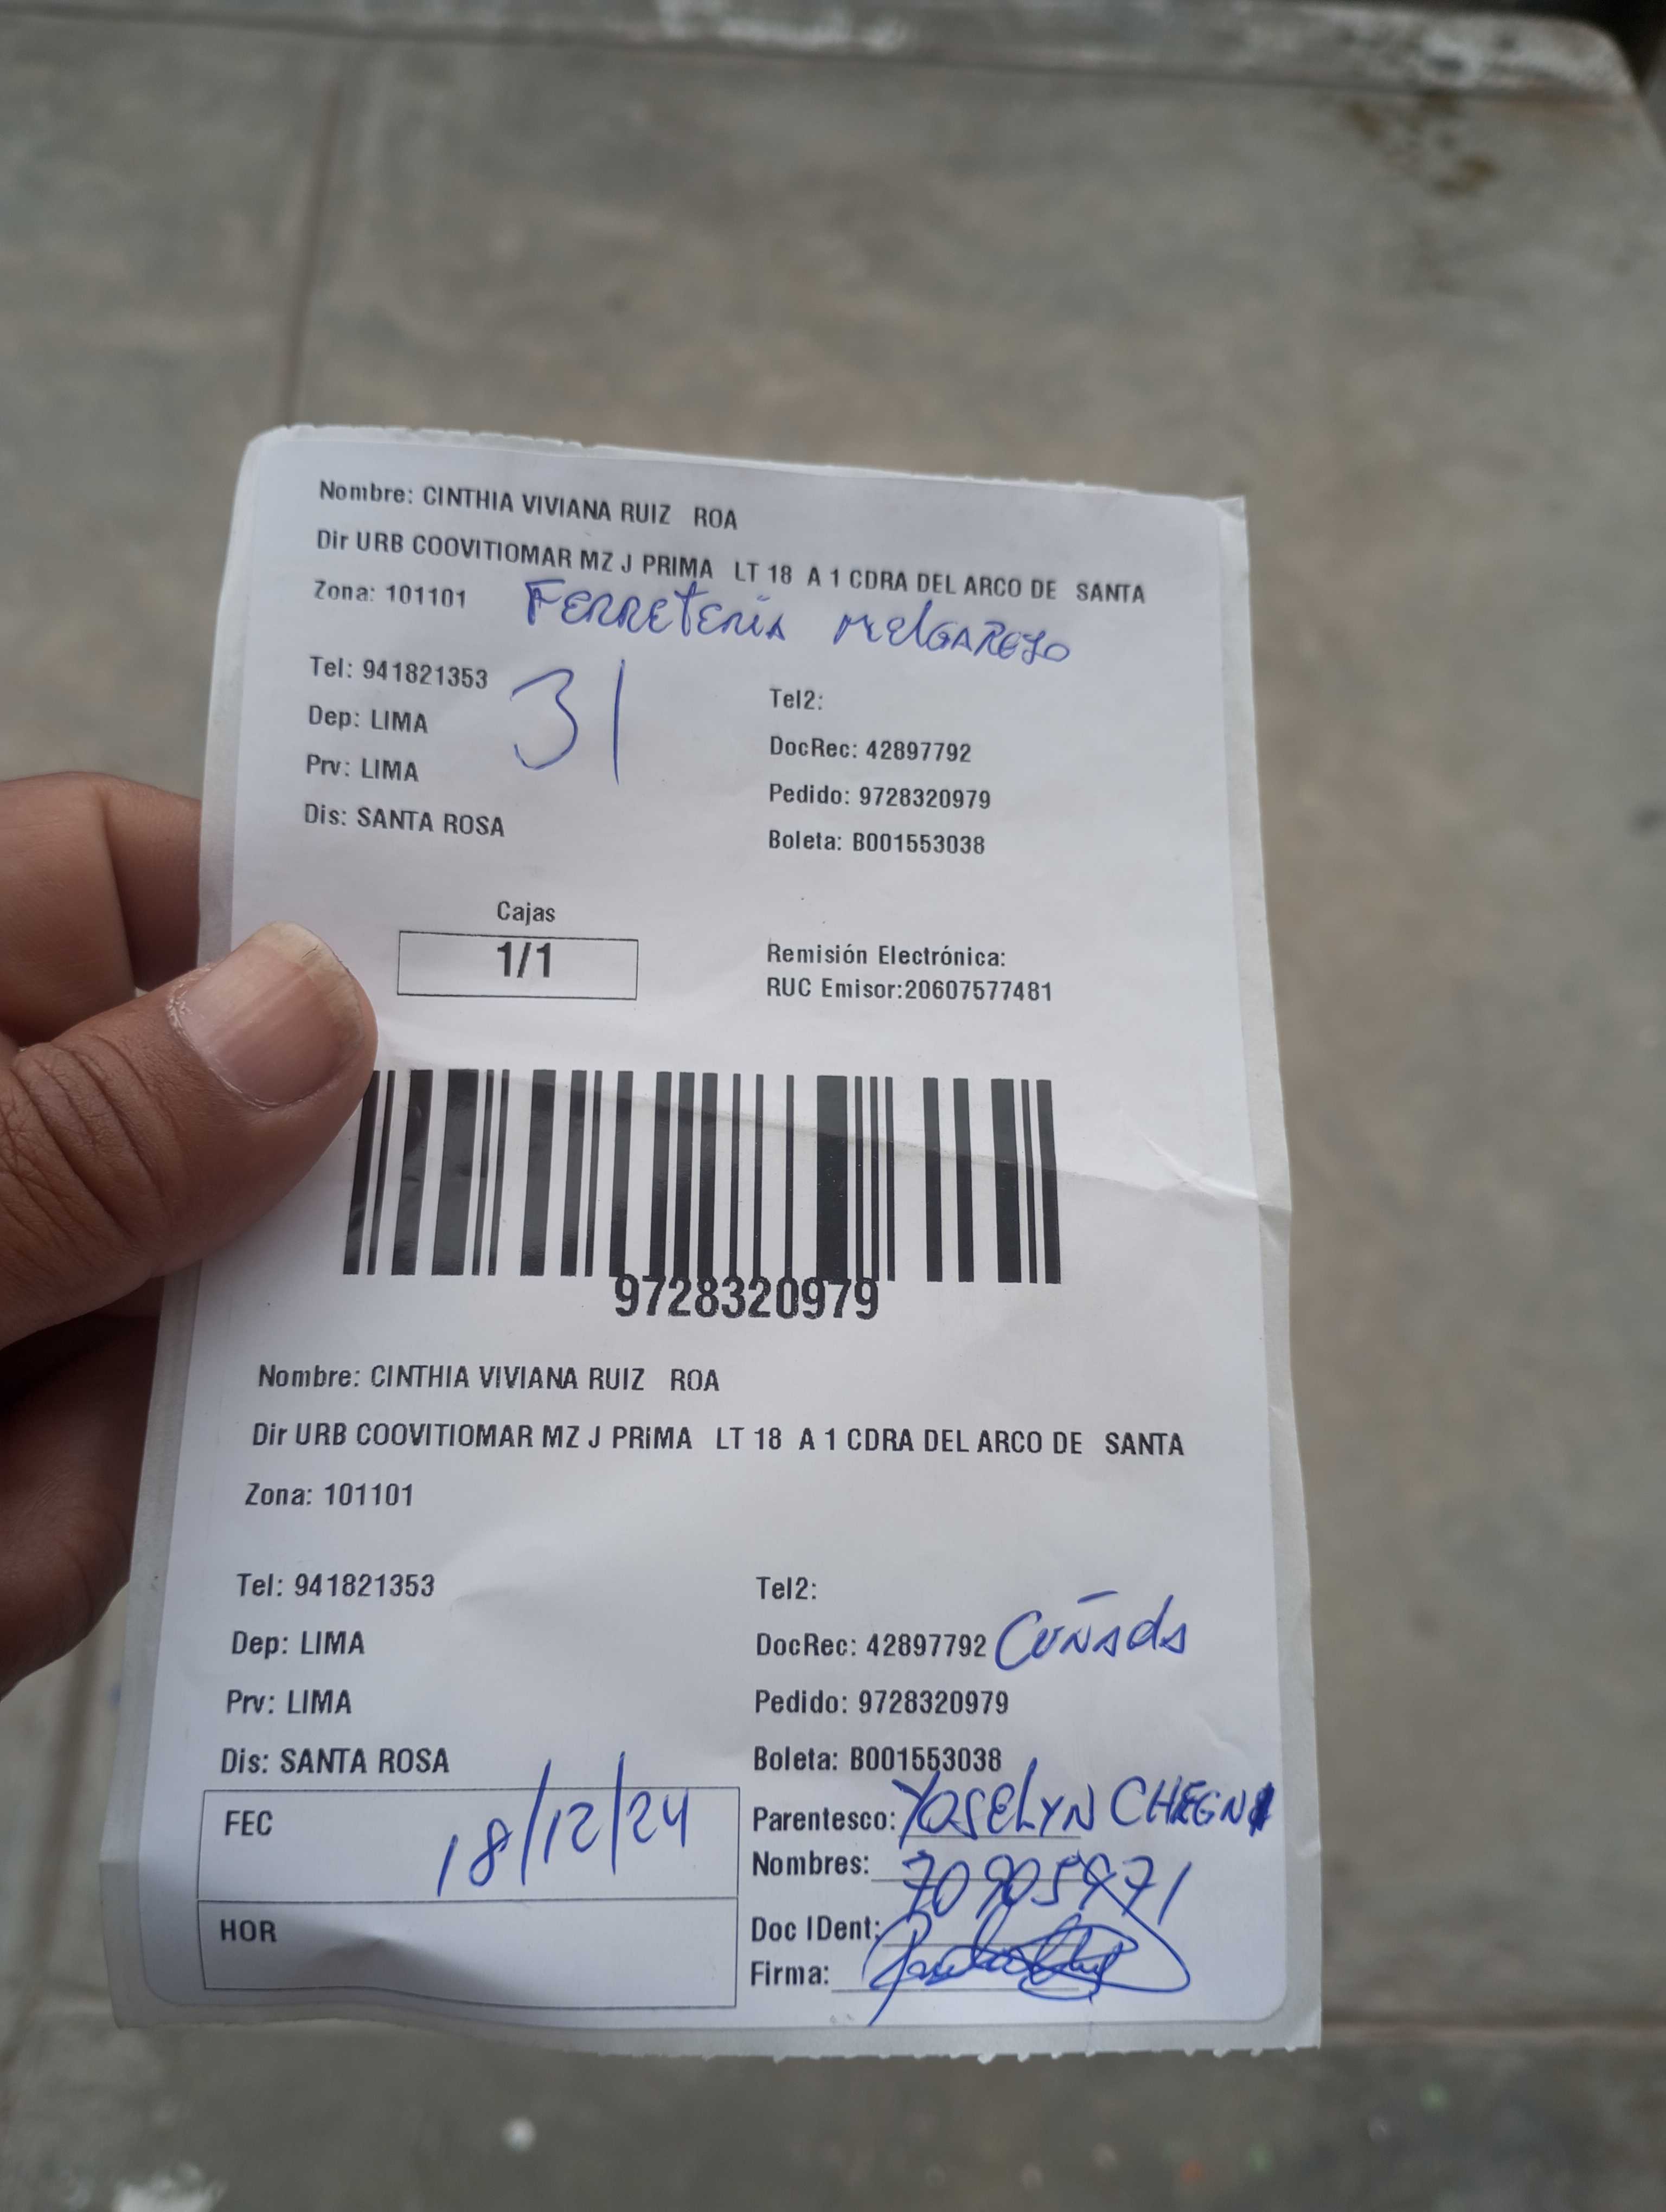 Nombre: CINTHIA VIVIANA RUIZ ROA
Dir URB COOVITIOMAR MZ J PRIMA LT 18 A 1 CDRA DEL ARCO DE SANTA
Zona: 101101 FERRETERIA MELGAREJO
Tel: 941821353 31 Tel2:
Dep: LIMA DocRec: 42897792
Prv: LIMA Pedido: 9728320979
Dis: SANTA ROSA Boleta: B001553038
Cajas
1/1 Remisión Electrónica:
RUC Emisor:20607577481
9728320979
Nombre: CINTHIA VIVIANA RUIZ ROA
Dir URB COOVITIOMAR MZ J PRIMA LT 18 A 1 CDRA DEL ARCO DE SANTA
Zona: 101101
Tel: 941821353 Tel2:
Dep: LIMA DocRec: 42897792 Cuñada
Prv: LIMA Pedido: 9728320979
Dis: SANTA ROSA Boleta: B001553038
FEC 18/12/24 Parentesco: YOSELYN
Nombres:
HOR Doc IDent:
Firma: